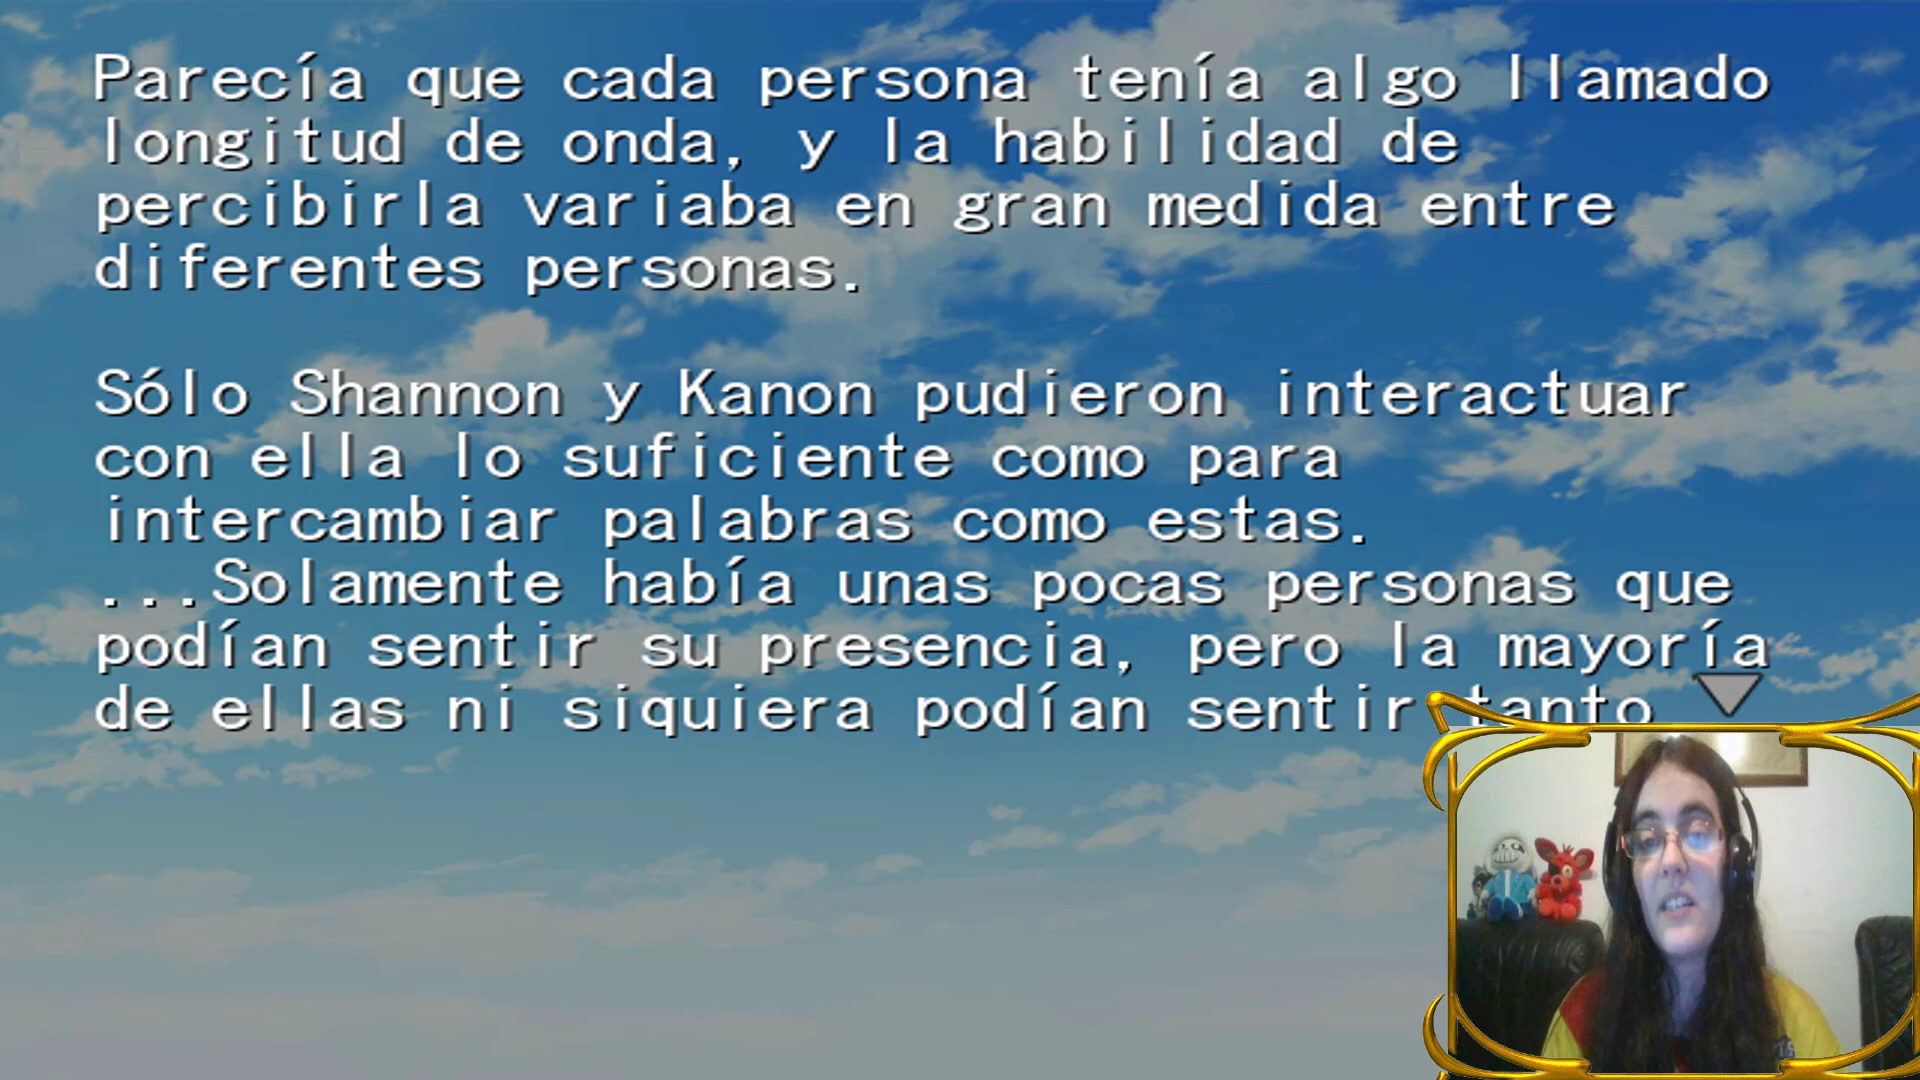 Parecía que cada persona tenía algo llamado
longitud de onda, y la habilidad de
percibirla variaba en gran medida entre
diferentes personas.
Sólo Shannon y Kanon pudieron interactuar
con ella lo suficiente como para
intercambiar palabras como estas.
...Solamente había unas pocas personas que
podían sentir su presencia, pero la mayoría
de ellas ni siquiera podían sentir tanto